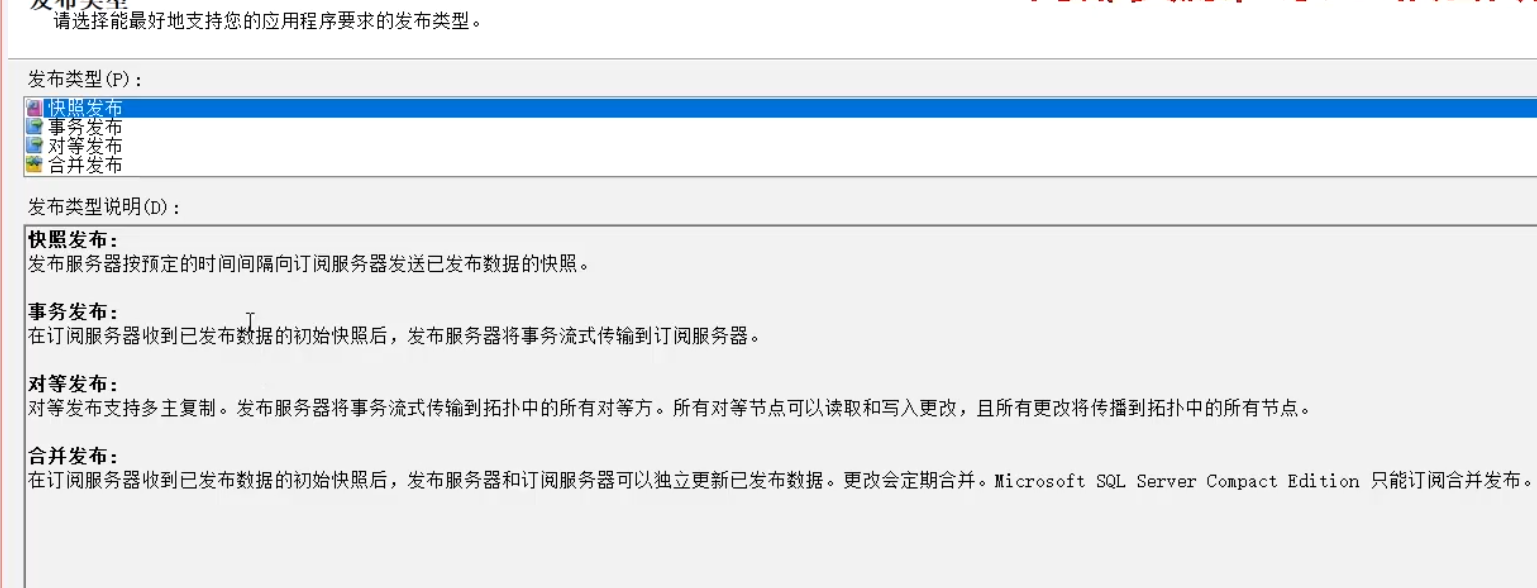 发布类型
请选择能最好地支持您的应用程序要求的发布类型。
发布类型(P):
快照发布
事务发布
对等发布
合并发布
发布类型说明(D):
快照发布:
发布服务器按预定的时间间隔向订阅服务器发送已发布数据的快照。
事务发布:
在订阅服务器收到已发布数据的初始快照后，发布服务器将事务流式传输到订阅服务器。
对等发布:
对等发布支持多主复制。发布服务器将事务流式传输到拓扑中的所有对等方。所有对等节点可以读取和写入更改，且所有更改将传播到拓扑中的所有节点。
合并发布:
在订阅服务器收到已发布数据的初始快照后，发布服务器和订阅服务器可以独立更新已发布数据。更改会定期合并。Microsoft SQL Server Compact Edition 只能订阅合并发布。